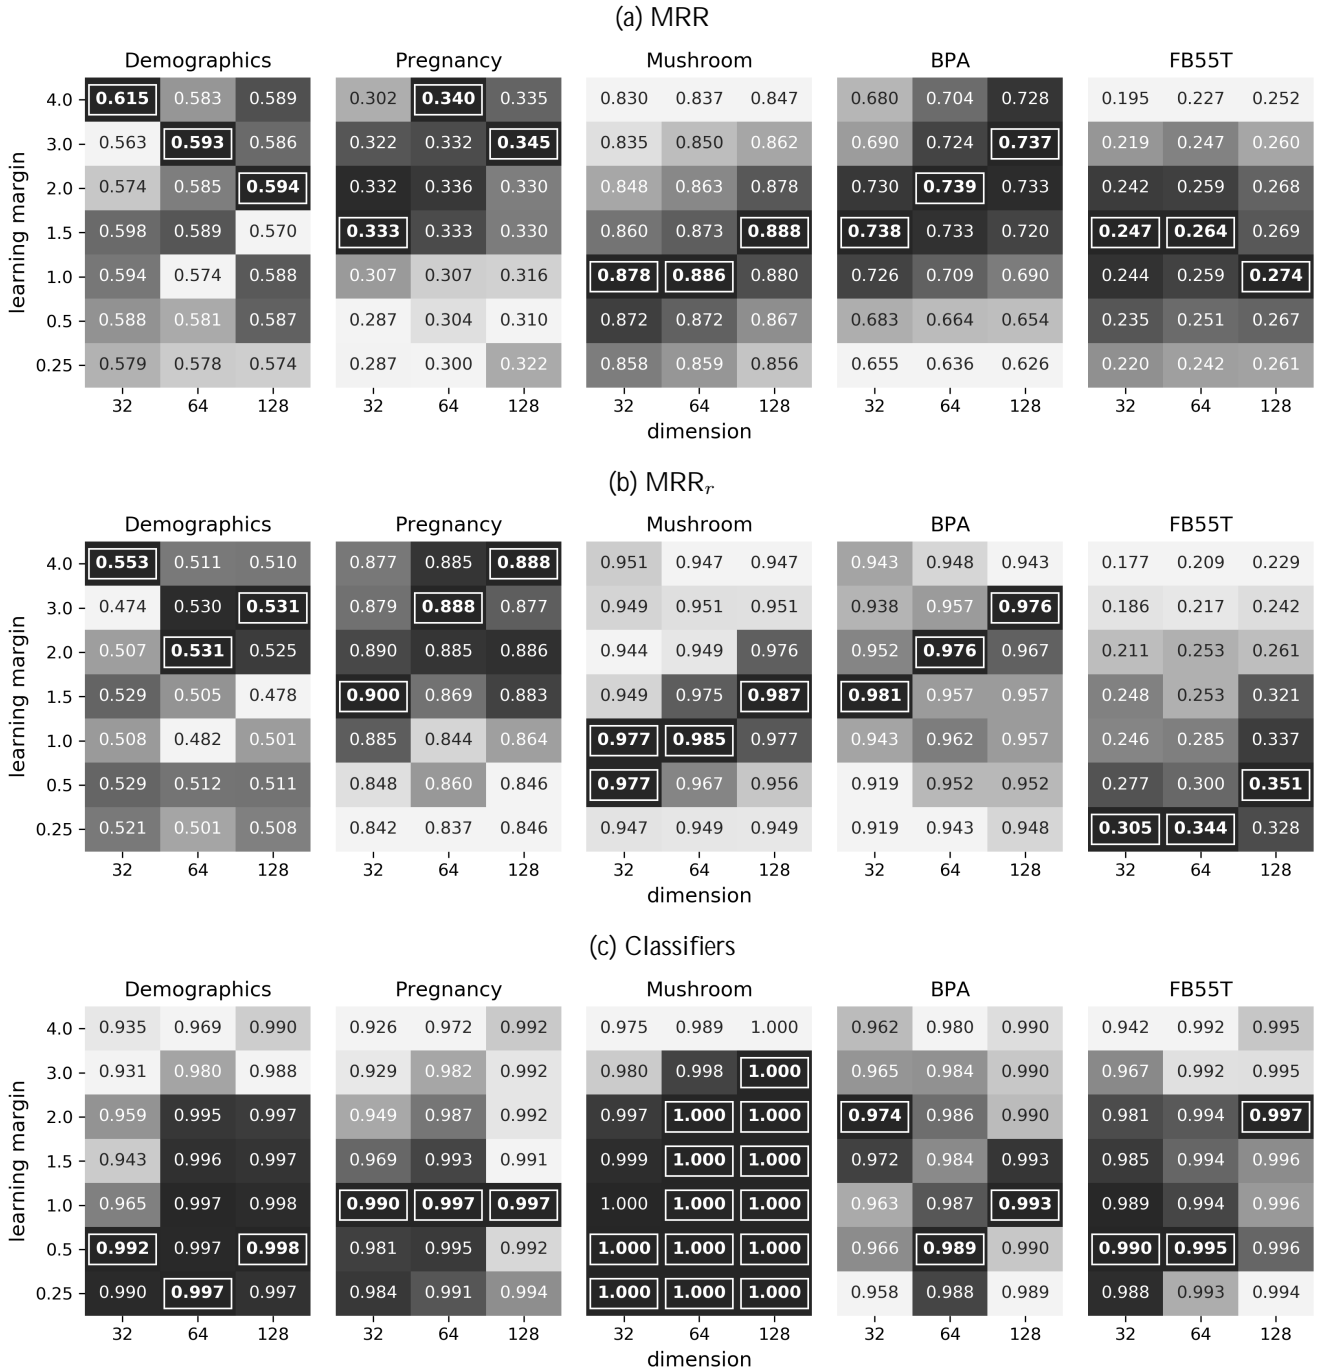 (a) MRR
Demographics Pregnancy Mushroom BPA FB55T
4.0 0.615 0.583 0.589 0.302 0.340 0.335 0.830 0.837 0.847 0.680 0.704 0.728 0.195 0.227 0.252
3.0 0.563 0.593 0.586 0.322 0.332 0.345 0.835 0.850 0.862 0.690 0.724 0.737 0.219 0.247 0.260
2.0 0.574 0.585 0.594 0.332 0.336 0.330 0.848 0.863 0.878 0.730 0.739 0.733 0.242 0.259 0.268
1.5 0.598 0.589 0.570 0.333 0.333 0.330 0.860 0.873 0.888 0.738 0.733 0.720 0.247 0.264 0.269
1.0 0.594 0.574 0.588 0.307 0.307 0.316 0.878 0.886 0.880 0.726 0.709 0.690 0.244 0.259 0.274
0.5 0.588 0.581 0.587 0.287 0.304 0.310 0.872 0.872 0.867 0.683 0.664 0.654 0.235 0.251 0.267
0.25 0.579 0.578 0.574 0.287 0.300 0.322 0.858 0.859 0.856 0.655 0.636 0.626 0.220 0.242 0.261
learning margin
32 64 128 32 64 128 32 64 128 32 64 128 32 64 128
dimension
(b) MRRr
Demographics Pregnancy Mushroom BPA FB55T
4.0 0.553 0.511 0.510 0.877 0.885 0.888 0.951 0.947 0.947 0.943 0.948 0.943 0.177 0.209 0.229
3.0 0.474 0.530 0.531 0.879 0.888 0.877 0.949 0.951 0.951 0.938 0.957 0.976 0.186 0.217 0.242
2.0 0.507 0.531 0.525 0.890 0.885 0.886 0.944 0.949 0.976 0.952 0.976 0.967 0.211 0.253 0.261
1.5 0.529 0.505 0.478 0.900 0.869 0.883 0.949 0.975 0.987 0.981 0.957 0.957 0.248 0.253 0.321
1.0 0.508 0.482 0.501 0.885 0.844 0.864 0.977 0.985 0.977 0.943 0.962 0.957 0.246 0.285 0.337
0.5 0.529 0.512 0.511 0.848 0.860 0.846 0.977 0.967 0.956 0.919 0.952 0.952 0.277 0.300 0.351
0.25 0.521 0.501 0.508 0.842 0.837 0.846 0.947 0.949 0.949 0.919 0.943 0.948 0.305 0.344 0.328
learning margin
32 64 128 32 64 128 32 64 128 32 64 128 32 64 128
dimension
(c) Classifiers
Demographics Pregnancy Mushroom BPA FB55T
4.0 0.935 0.969 0.990 0.926 0.972 0.992 0.975 0.989 1.000 0.962 0.980 0.990 0.942 0.992 0.995
3.0 0.931 0.980 0.988 0.929 0.982 0.992 0.980 0.998 1.000 0.965 0.984 0.990 0.967 0.992 0.995
2.0 0.959 0.995 0.997 0.949 0.987 0.992 0.997 1.000 1.000 0.974 0.986 0.990 0.981 0.994 0.997
1.5 0.943 0.996 0.997 0.969 0.993 0.991 0.999 1.000 1.000 0.972 0.984 0.993 0.985 0.994 0.996
1.0 0.965 0.997 0.998 0.990 0.997 0.997 1.000 1.000 1.000 0.963 0.987 0.993 0.989 0.994 0.996
0.5 0.992 0.997 0.998 0.981 0.995 0.992 1.000 1.000 1.000 0.966 0.989 0.990 0.990 0.995 0.996
0.25 0.990 0.997 0.997 0.984 0.991 0.994 1.000 1.000 1.000 0.958 0.988 0.989 0.988 0.993 0.994
learning margin
32 64 128 32 64 128 32 64 128 32 64 128 32 64 128
dimension